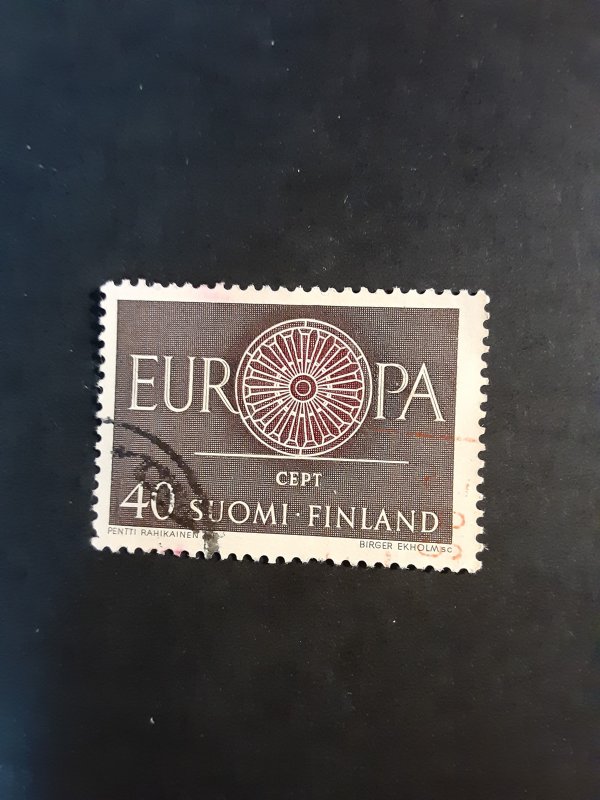 EUROPA
CEPT
40 SUOMI · FINLAND
PENTTI RAHIKAINEN
BIRGER EKHOLM SC